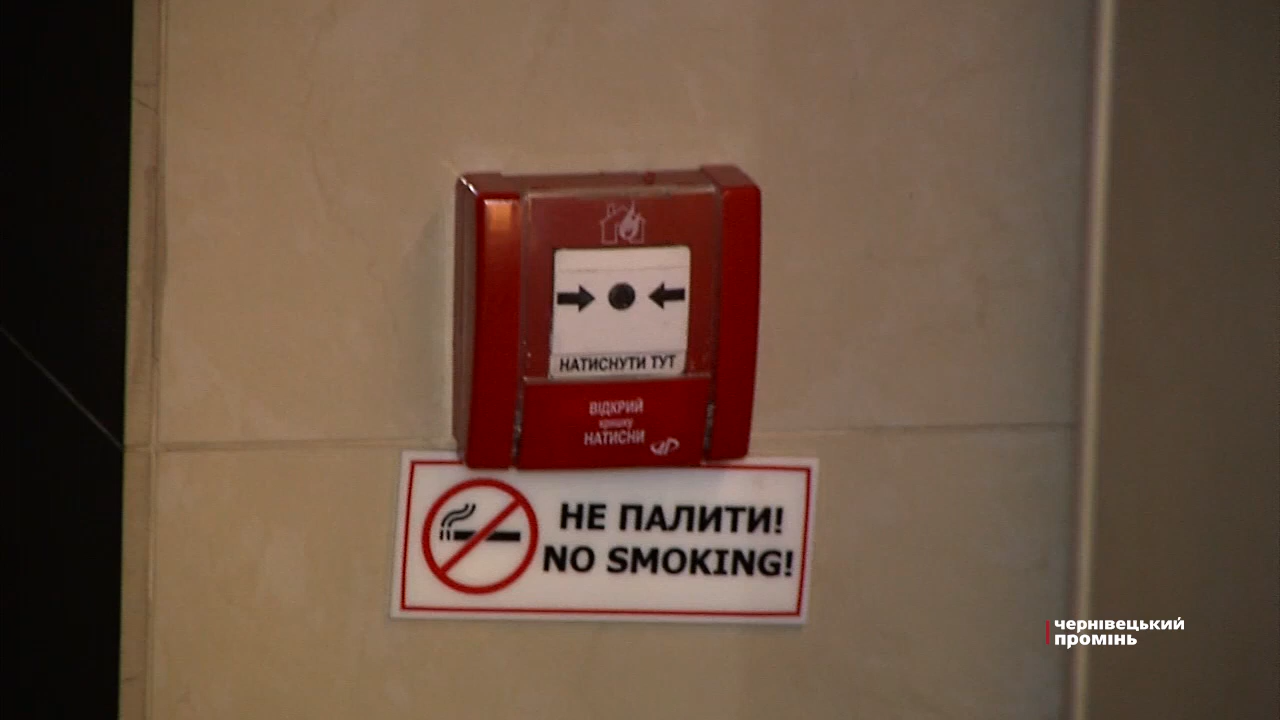 НАТИСНУТИ ТУТ
ВІДКРИЙ
кришку
НАТИСНИ
НЕ ПАЛИТИ!
NO SMOKING!
чернівецький
промінь